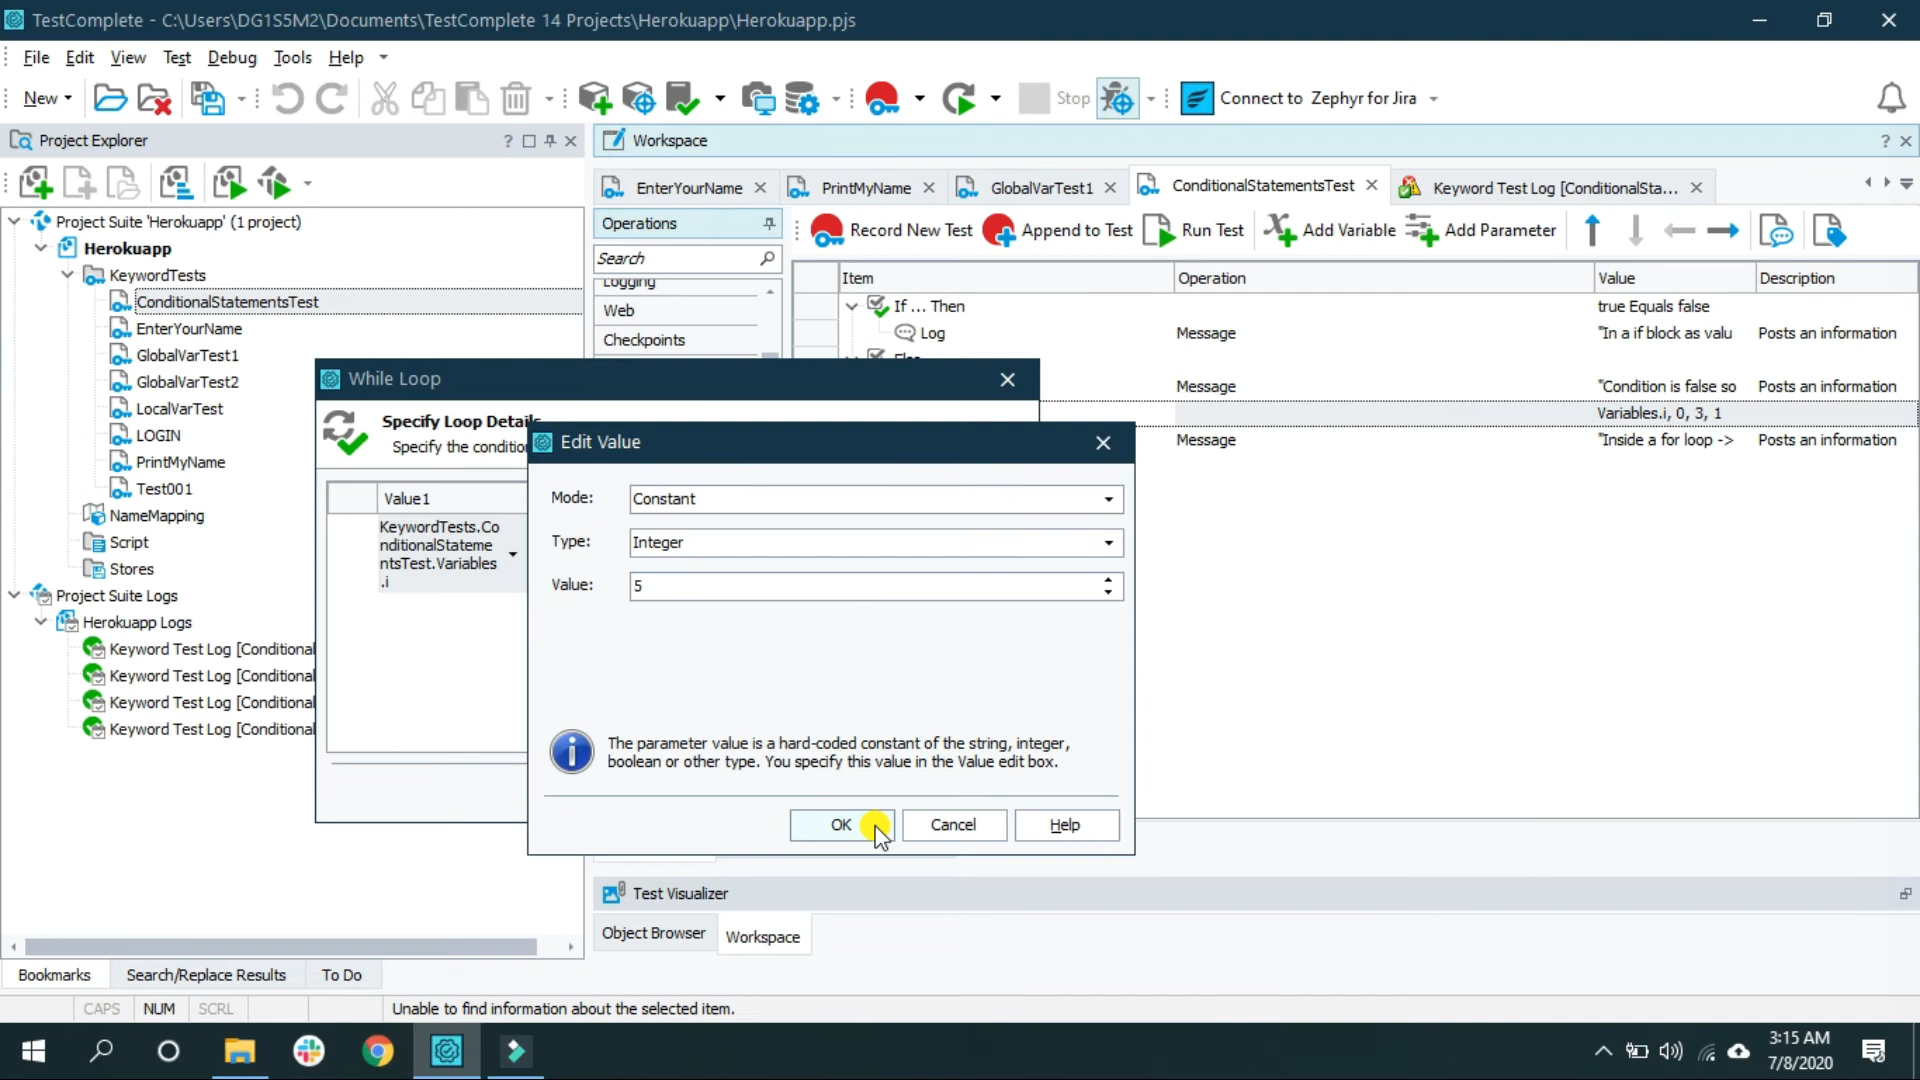 TestComplete - C:\Users\DG1S5M2\Documents\TestComplete 14 Projects\Herokuapp\Herokuapp.pjs
File Edit View Test Debug Tools Help
New Stop Connect to Zephyr for Jira
Project Explorer
Workspace
EnterYourName
PrintMyName
GlobalVarTest1
ConditionalStatementsTest
Keyword Test Log [ConditionalSta...
Operations
Record New Test Append to Test Run Test Add Variable Add Parameter
Search
Logging
Web
Checkpoints
Item Operation Value Description
If ... Then true Equals false
Log Message "In a if block as valu Posts an information
Else
Message "Condition is false so Posts an information
Variables.i, 0, 3, 1
Message "Inside a for loop -> Posts an information
Project Suite 'Herokuapp' (1 project)
Herokuapp
KeywordTests
ConditionalStatementsTest
EnterYourName
GlobalVarTest1
GlobalVarTest2
LocalVarTest
LOGIN
PrintMyName
Test001
NameMapping
Script
Stores
Project Suite Logs
Herokuapp Logs
Keyword Test Log [Conditional
Keyword Test Log [Conditional
Keyword Test Log [Conditional
Keyword Test Log [Conditional
While Loop
Specify Loop Details
Specify the condition
Value1
KeywordTests.Co
nditionalStateme
ntsTest.Variables
.i
Edit Value
Mode: Constant
Type: Integer
Value: 5
The parameter value is a hard-coded constant of the string, integer,
boolean or other type. You specify this value in the Value edit box.
OK Cancel Help
Test Visualizer
Object Browser Workspace
Bookmarks Search/Replace Results To Do
CAPS NUM SCRL Unable to find information about the selected item.
3:15 AM
7/8/2020